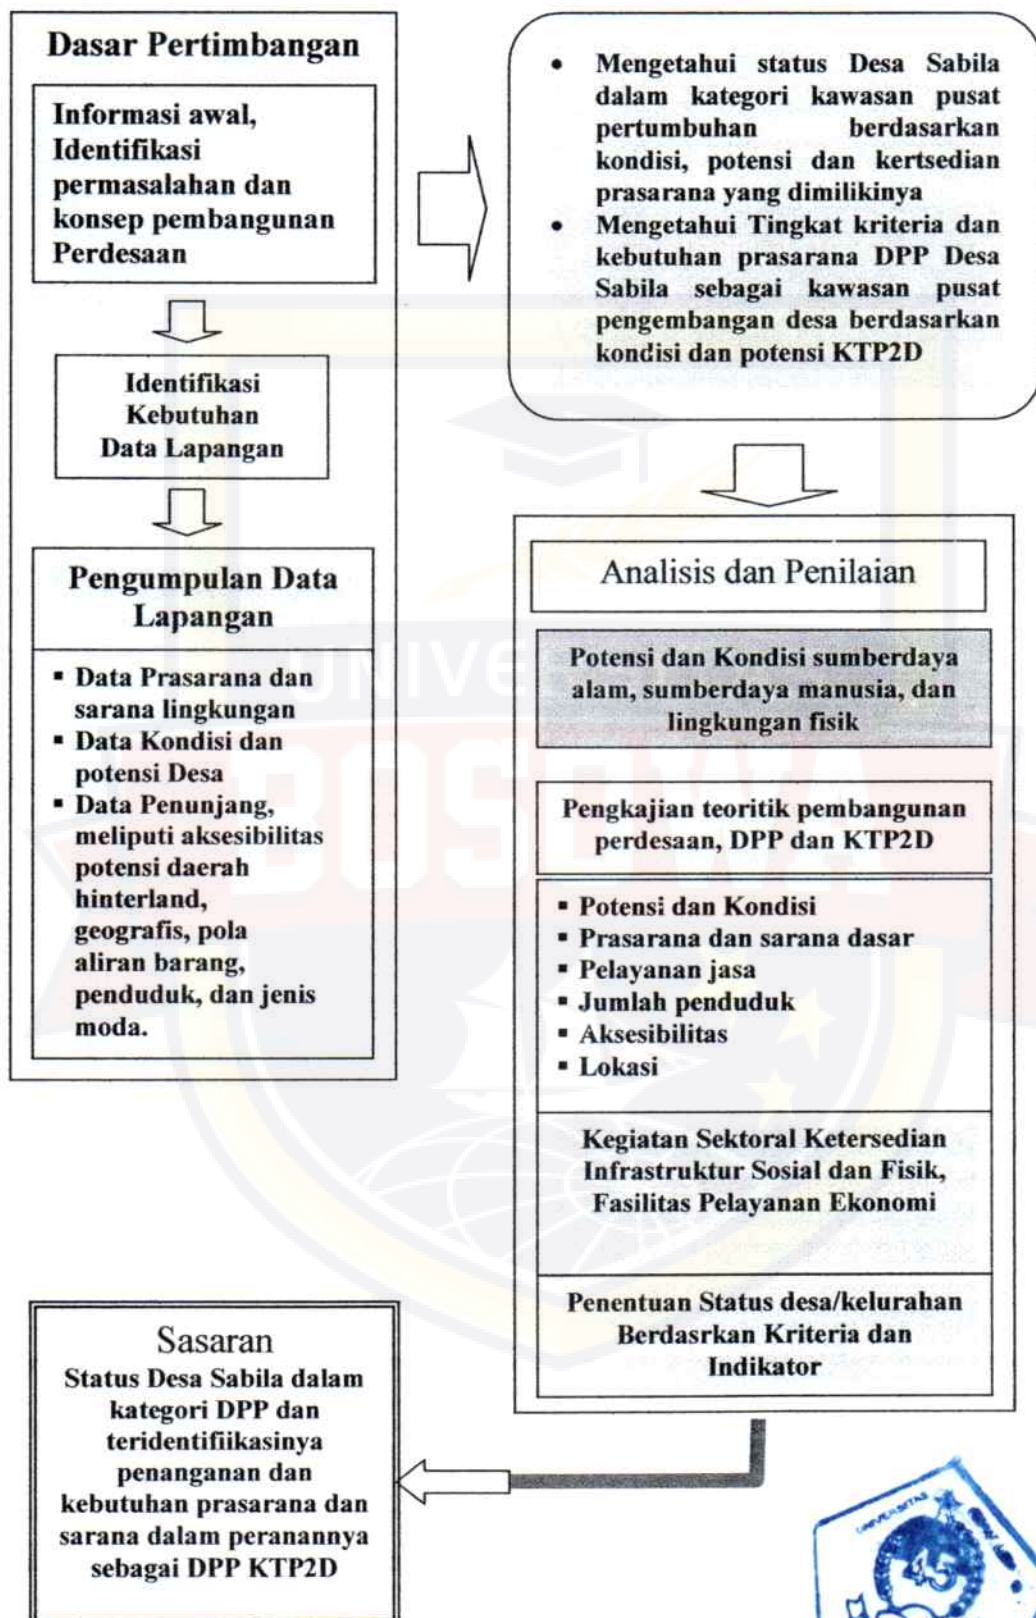 Dasar Pertimbangan
Informasi awal,
Identifikasi
permasalahan dan
konsep pembangunan
Perdesaan
Identifikasi
Kebutuhan
Data Lapangan
Pengumpulan Data
Lapangan
▪ Data Prasarana dan
sarana lingkungan
▪ Data Kondisi dan
potensi Desa
▪ Data Penunjang,
meliputi aksesibilitas
potensi daerah
hinterland,
geografis, pola
aliran barang,
penduduk, dan jenis
moda.
• Mengetahui status Desa Sabila
dalam kategori kawasan pusat
pertumbuhan berdasarkan
kondisi, potensi dan kertsedian
prasarana yang dimilikinya
• Mengetahui Tingkat kriteria dan
kebutuhan prasarana DPP Desa
Sabila sebagai kawasan pusat
pengembangan desa berdasarkan
kondisi dan potensi KTP2D
Analisis dan Penilaian
Potensi dan Kondisi sumberdaya
alam, sumberdaya manusia, dan
lingkungan fisik
Pengkajian teoritik pembangunan
perdesaan, DPP dan KTP2D
▪ Potensi dan Kondisi
▪ Prasarana dan sarana dasar
▪ Pelayanan jasa
▪ Jumlah penduduk
▪ Aksesibilitas
▪ Lokasi
Kegiatan Sektoral Ketersedian
Infrastruktur Sosial dan Fisik,
Fasilitas Pelayanan Ekonomi
Penentuan Status desa/kelurahan
Berdasrkan Kriteria dan
Indikator
Sasaran
Status Desa Sabila dalam
kategori DPP dan
teridentifiikasinya
penanganan dan
kebutuhan prasarana dan
sarana dalam peranannya
sebagai DPP KTP2D
UNIVE
BOSOWA
UNIVERSITAS
45